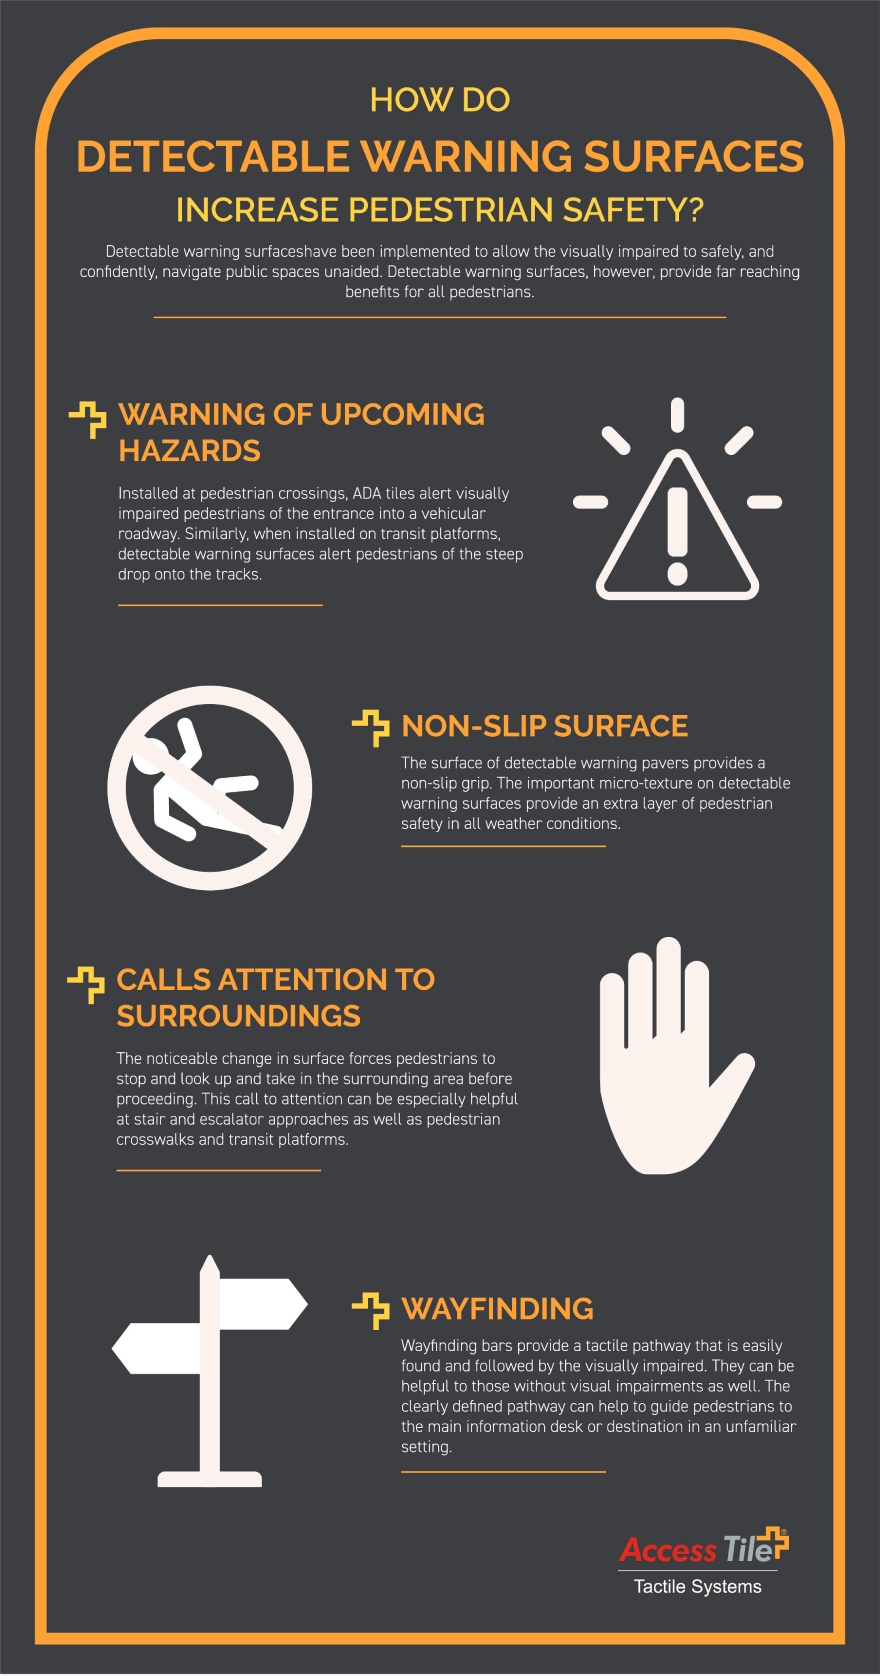 HOW DO
DETECTABLE WARNING SURFACES
INCREASE PEDESTRIAN SAFETY?
Detectable warning surfaceshave been implemented to allow the visually impaired to safely, and
confidently, navigate public spaces unaided. Detectable warning surfaces, however, provide far reaching
benefits for all pedestrians.
WARNING OF UPCOMING
HAZARDS
Installed at pedestrian crossings, ADA tiles alert visually
impaired pedestrians of the entrance into a vehicular
roadway. Similarly, when installed on transit platforms,
detectable warning surfaces alert pedestrians of the steep
drop onto the tracks.
NON-SLIP SURFACE
The surface of detectable warning pavers provides a
non-slip grip. The important micro-texture on detectable
warning surfaces provide an extra layer of pedestrian
safety in all weather conditions.
CALLS ATTENTION TO
SURROUNDINGS
The noticeable change in surface forces pedestrians to
stop and look up and take in the surrounding area before
proceeding. This call to attention can be especially helpful
at stair and escalator approaches as well as pedestrian
crosswalks and transit platforms.
WAYFINDING
Wayfinding bars provide a tactile pathway that is easily
found and followed by the visually impaired. They can be
helpful to those without visual impairments as well. The
clearly defined pathway can help to guide pedestrians to
the main information desk or destination in an unfamiliar
setting.
Access Tile®
Tactile Systems